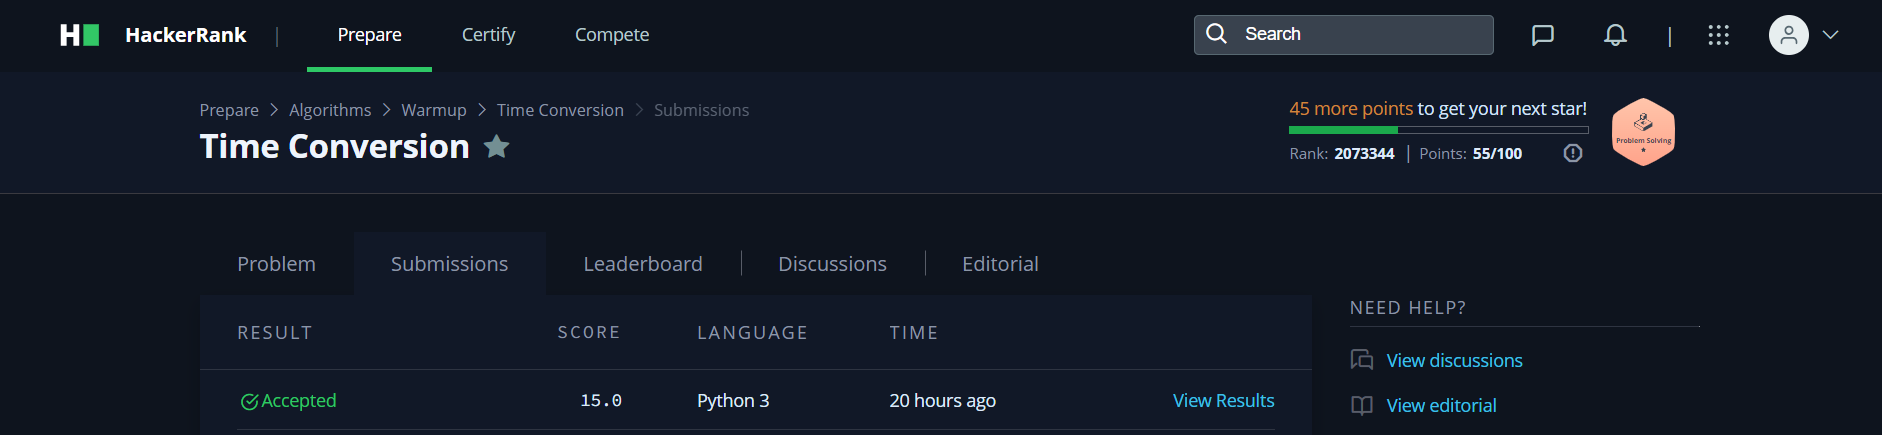 HackerRank | Prepare Certify Compete Search |
Prepare > Algorithms > Warmup > Time Conversion > Submissions
45 more points to get your next star!
Time Conversion
Rank: 2073344 | Points: 55/100
Problem Solving
Problem Submissions Leaderboard | Discussions | Editorial
RESULT SCORE LANGUAGE TIME
Accepted 15.0 Python 3 20 hours ago View Results
NEED HELP?
View discussions
View editorial